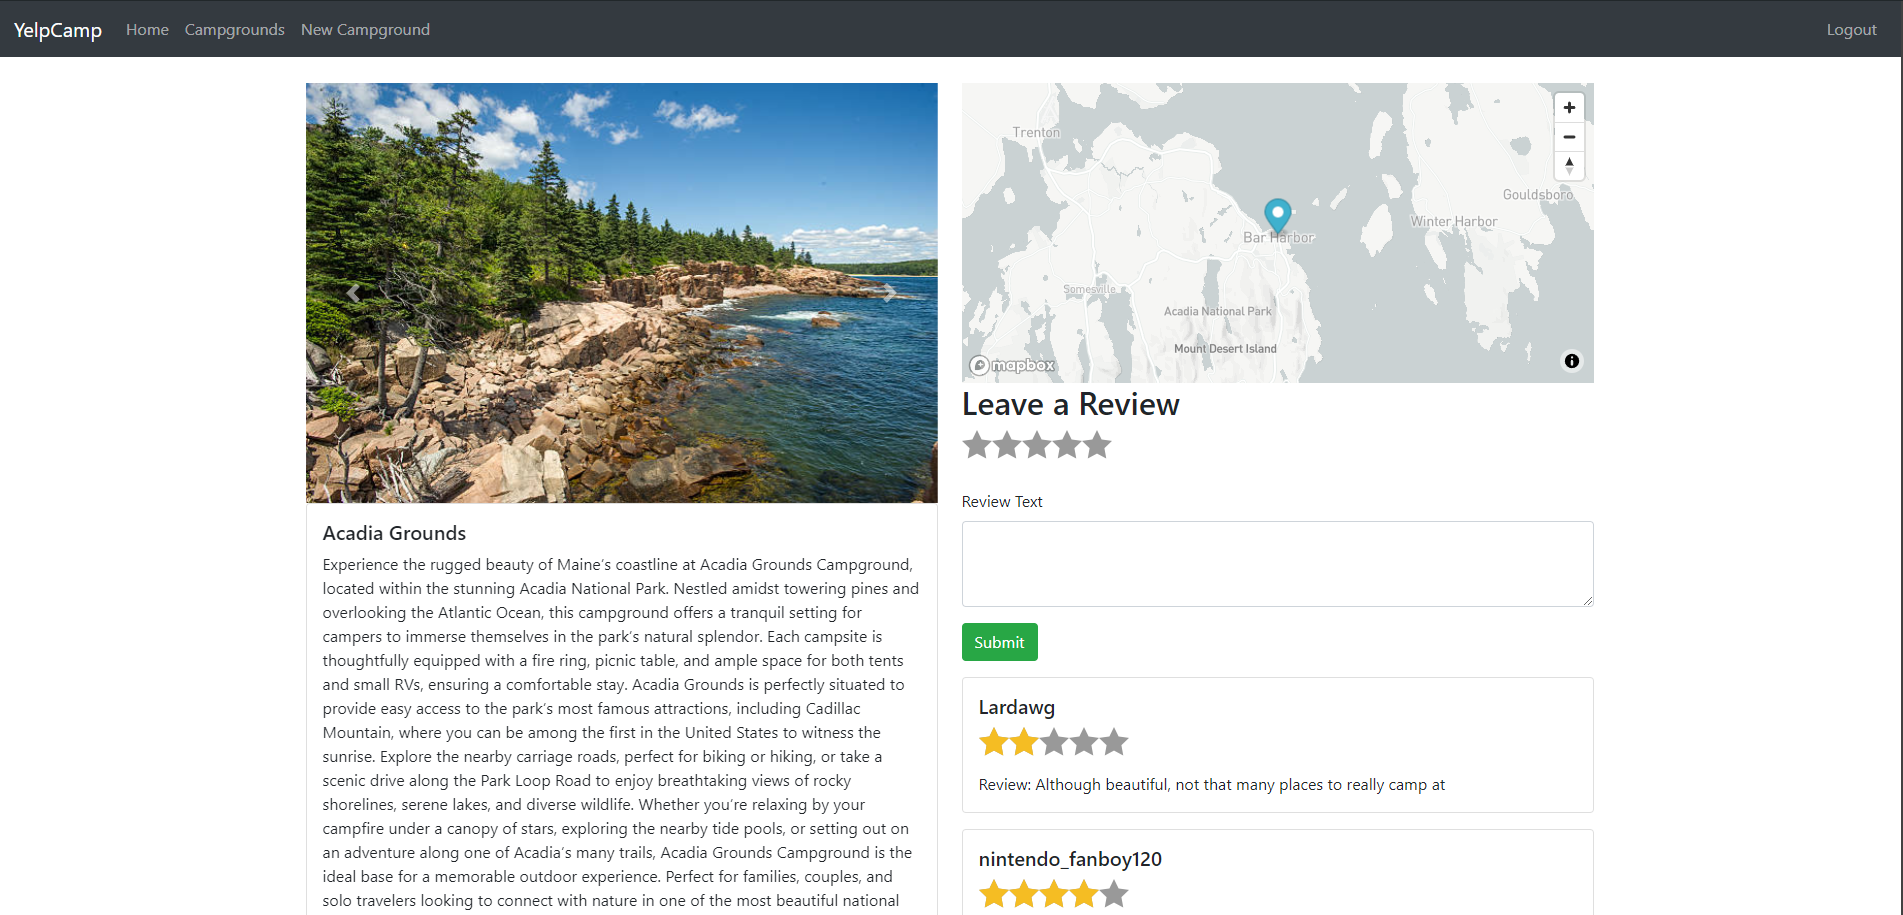 YelpCamp Home Campgrounds New Campground Logout
Acadia Grounds
Experience the rugged beauty of Maine's coastline at Acadia Grounds Campground,
located within the stunning Acadia National Park. Nestled amidst towering pines and
overlooking the Atlantic Ocean, this campground offers a tranquil setting for
campers to immerse themselves in the park's natural splendor. Each campsite is
thoughtfully equipped with a fire ring, picnic table, and ample space for both tents
and small RVs, ensuring a comfortable stay. Acadia Grounds is perfectly situated to
provide easy access to the park's most famous attractions, including Cadillac
Mountain, where you can be among the first in the United States to witness the
sunrise. Explore the nearby carriage roads, perfect for biking or hiking, or take a
scenic drive along the Park Loop Road to enjoy breathtaking views of rocky
shorelines, serene lakes, and diverse wildlife. Whether you're relaxing by your
campfire under a canopy of stars, exploring the nearby tide pools, or setting out on
an adventure along one of Acadia's many trails, Acadia Grounds Campground is the
ideal base for a memorable outdoor experience. Perfect for families, couples, and
solo travelers looking to connect with nature in one of the most beautiful national
Trenton
Gouldsboro
Winter Harbor
Bar Harbor
Somesville
Acadia National Park
Mount Desert Island
mapbox
Leave a Review
Review Text
Submit
Lardawg
Review: Although beautiful, not that many places to really camp at
nintendo_fanboy120